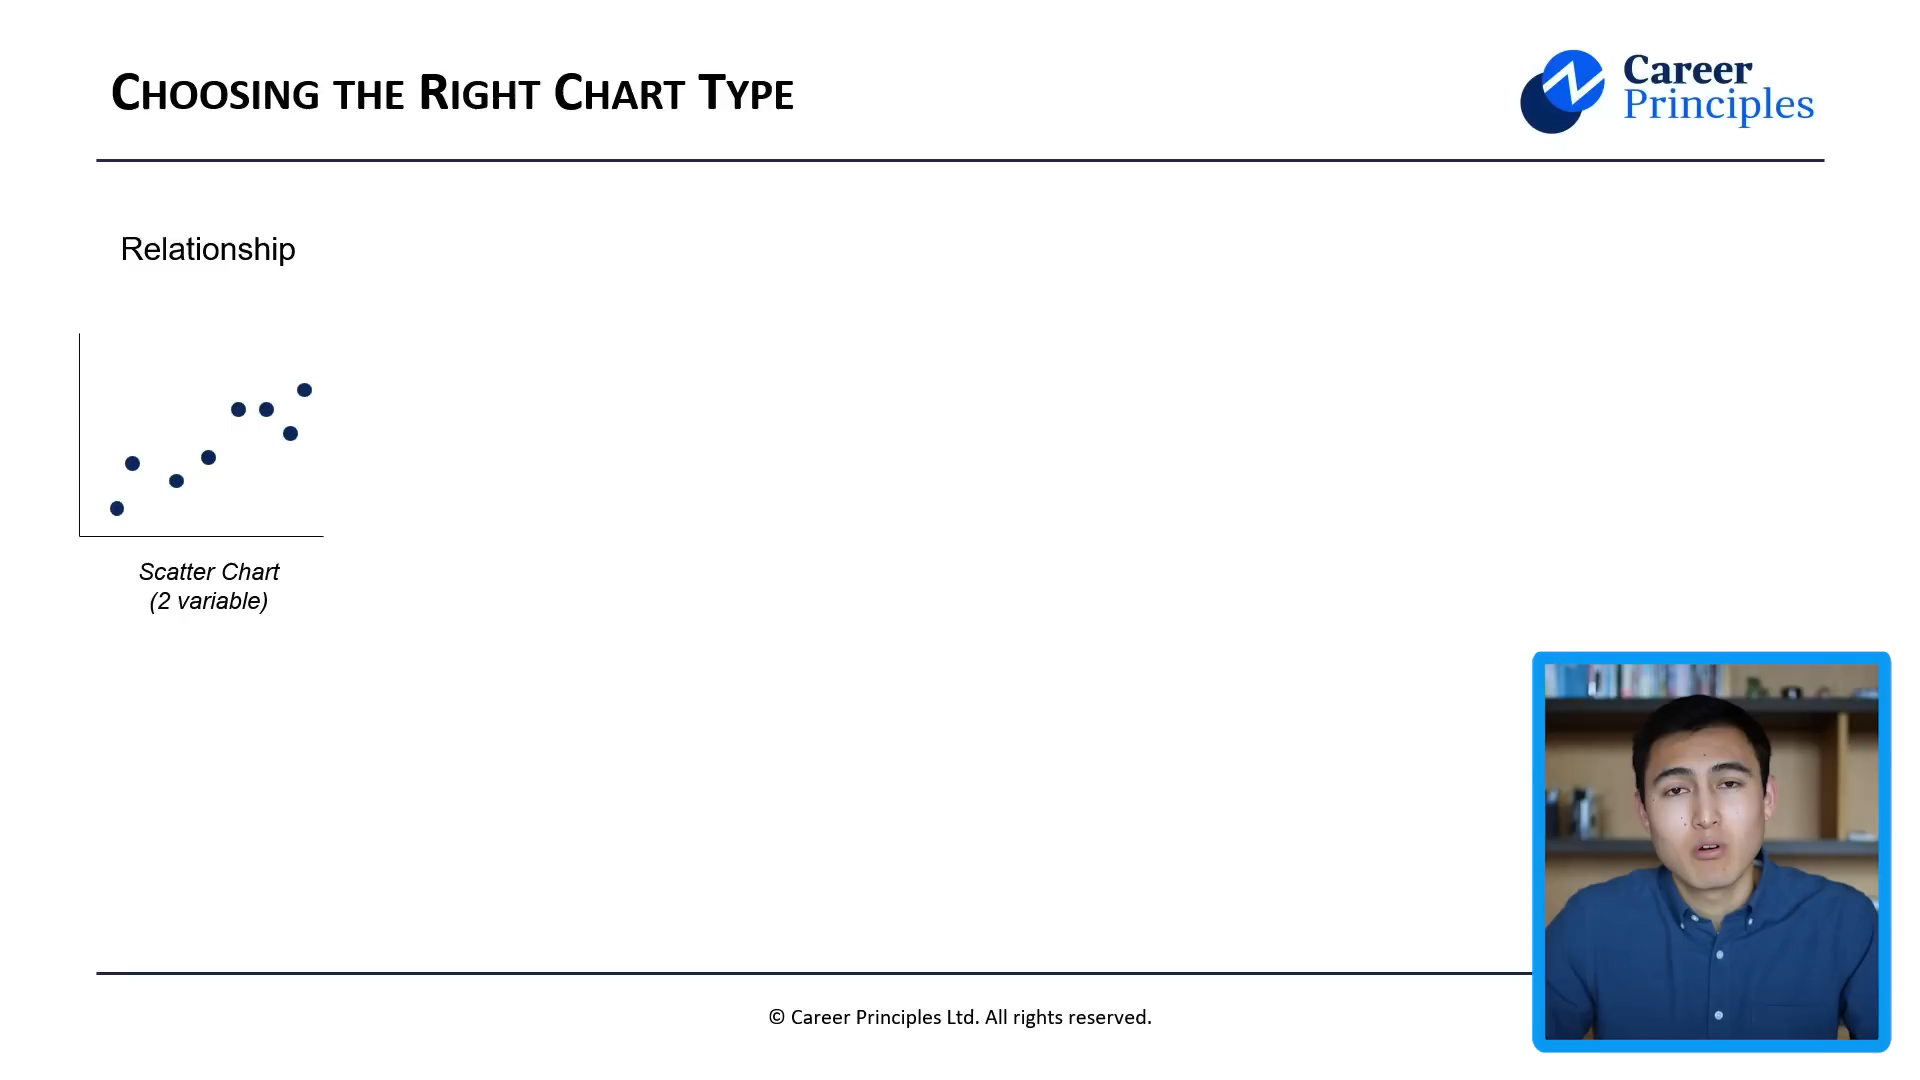 CHOOSING THE RIGHT CHART TYPE
Career
Principles
Relationship
Scatter Chart
(2 variable)
© Career Principles Ltd. All rights reserved.